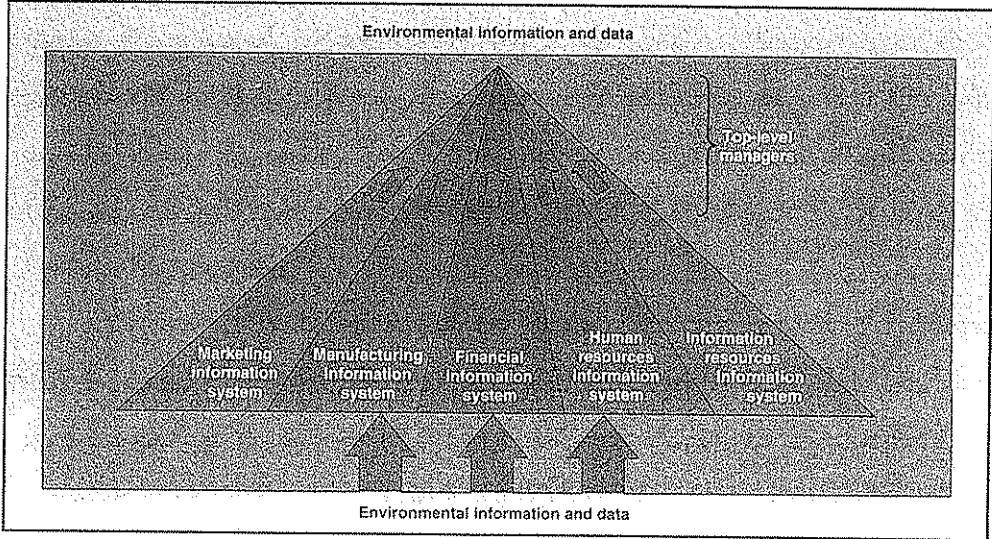 Environmental information and data
Top-level
managers
Marketing
information
system
Manufacturing
information
system
Financial
information
system
Human
resources
information
system
Information
resources
information
system
Environmental information and data